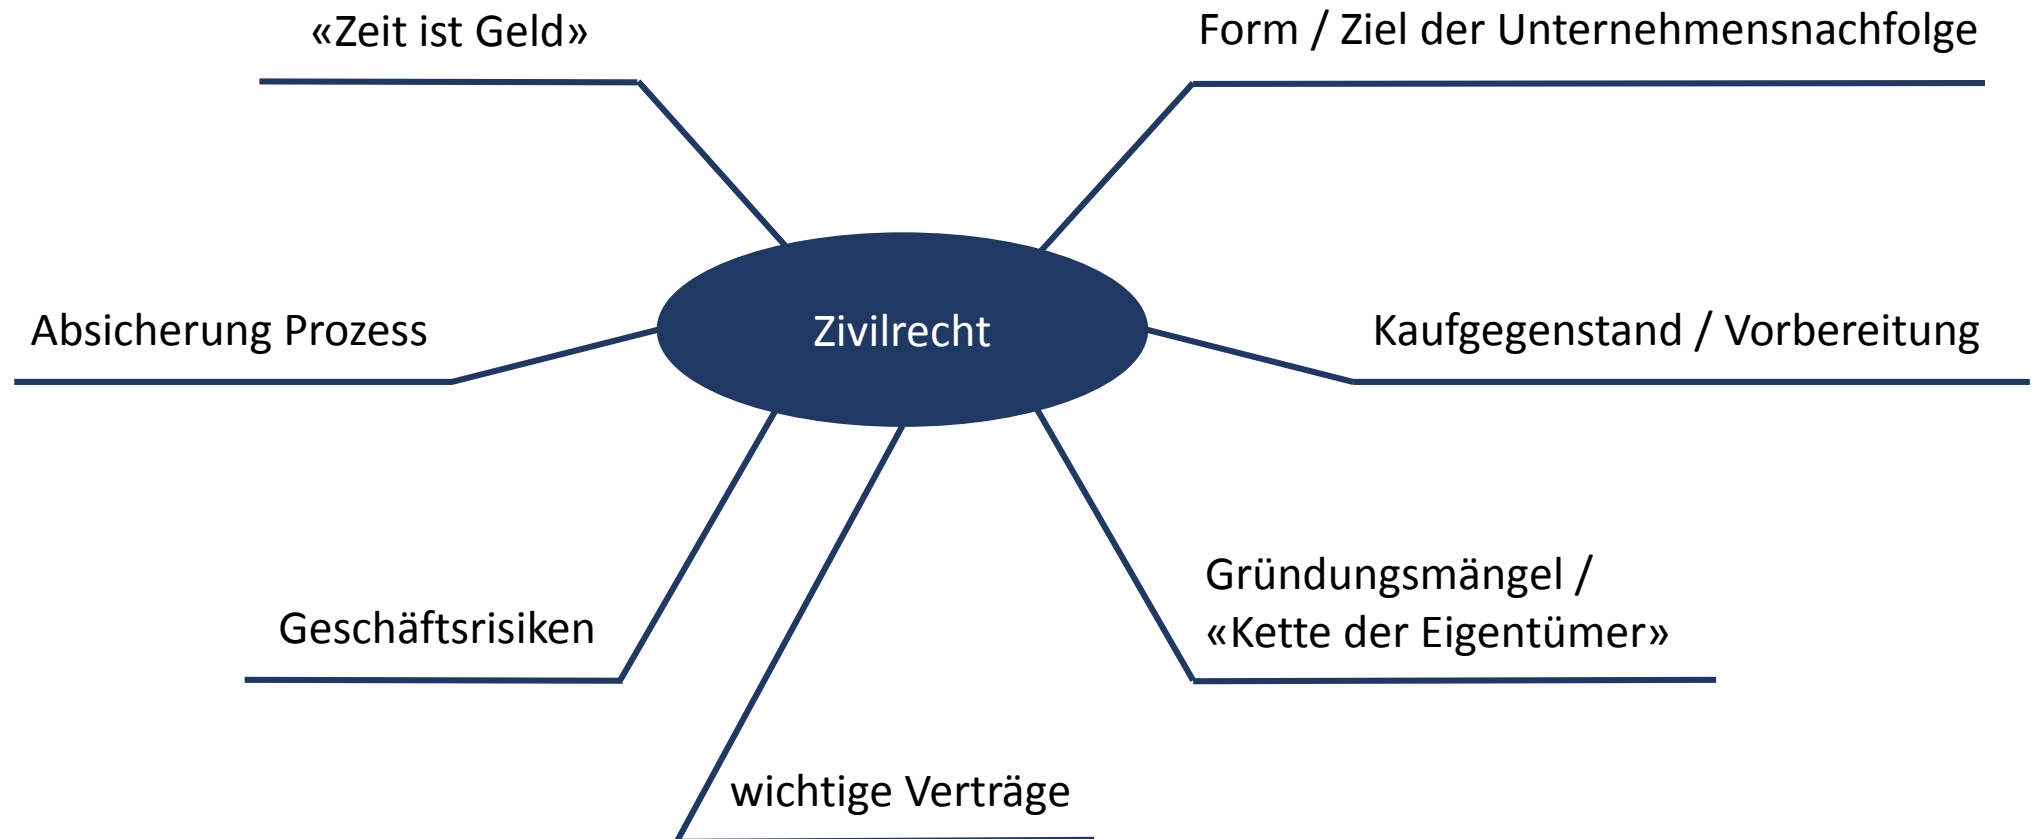 «Zeit ist Geld»
Form / Ziel der Unternehmensnachfolge
Absicherung Prozess
Zivilrecht
Kaufgegenstand / Vorbereitung
Geschäftsrisiken
Gründungsmängel /
«Kette der Eigentümer»
wichtige Verträge